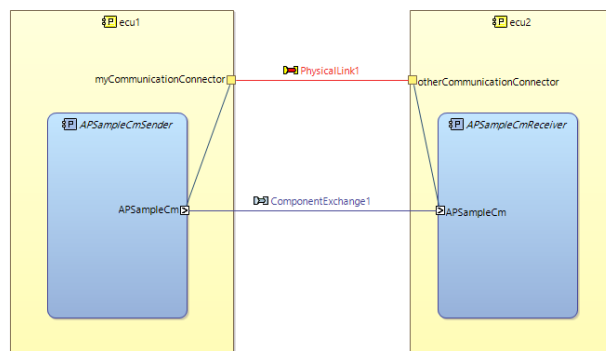 ecu1
ecu2
PhysicalLink1
myCommunicationConnector
otherCommunicationConnector
APSampleCmSender
APSampleCmReceiver
ComponentExchange1
APSampleCm
APSampleCm